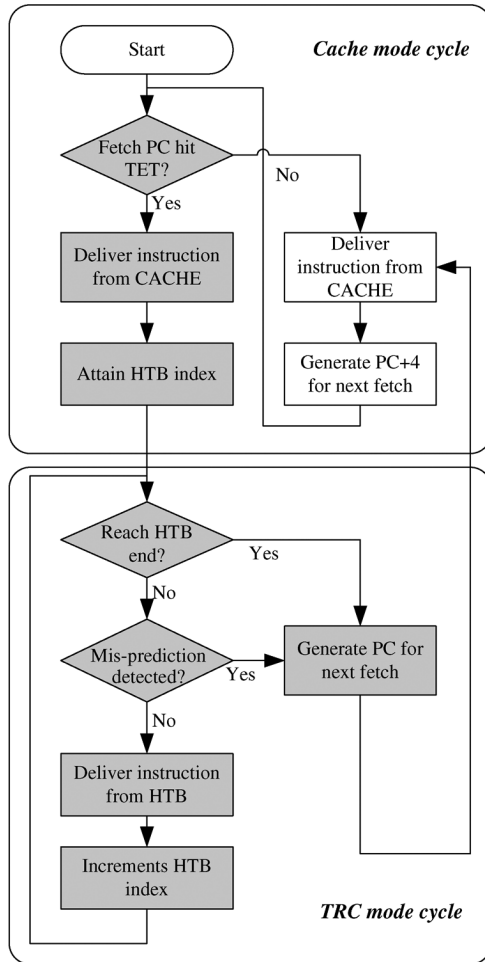 Start
Cache mode cycle
Fetch PC hit
TET?
No
Yes
Deliver instruction
from CACHE
Deliver
instruction from
CACHE
Attain HTB index
Generate PC+4
for next fetch
Reach HTB
end?
Yes
No
Mis-prediction
detected?
Yes
Generate PC for
next fetch
No
Deliver instruction
from HTB
Increments HTB
index
TRC mode cycle